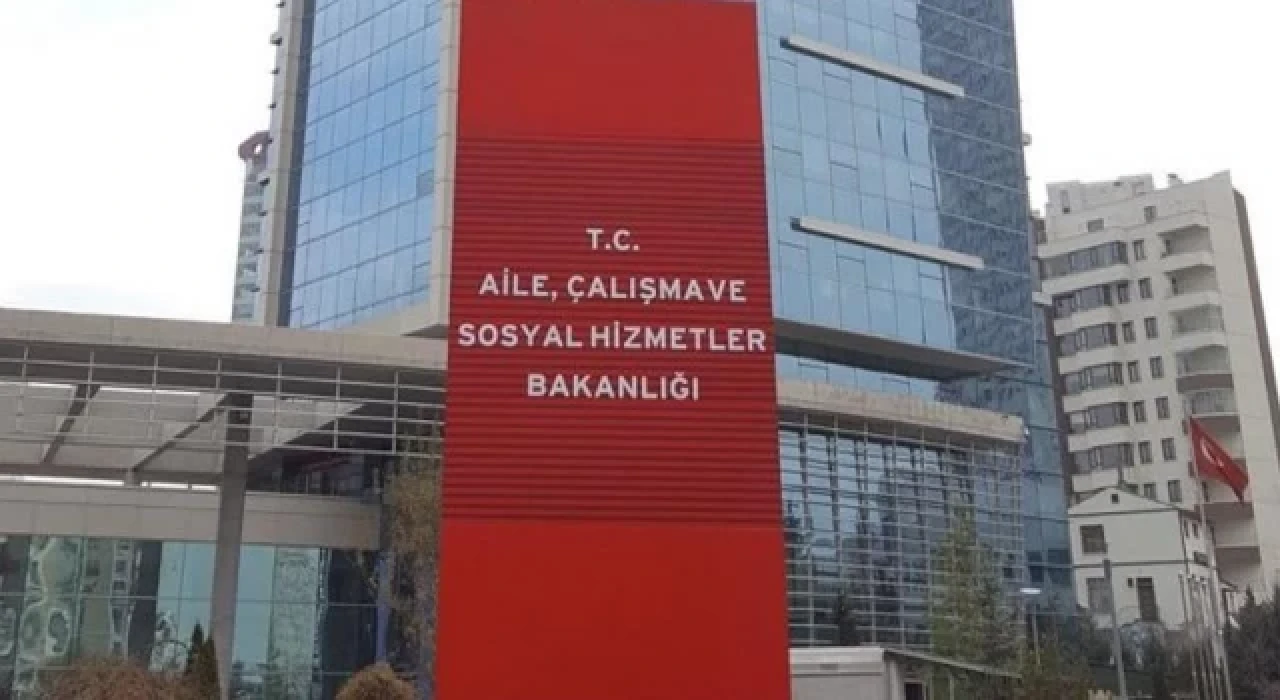 T.C.
AİLE, ÇALIŞMAVE
SOSYAL HİZMETLER
BAKANLIĞI